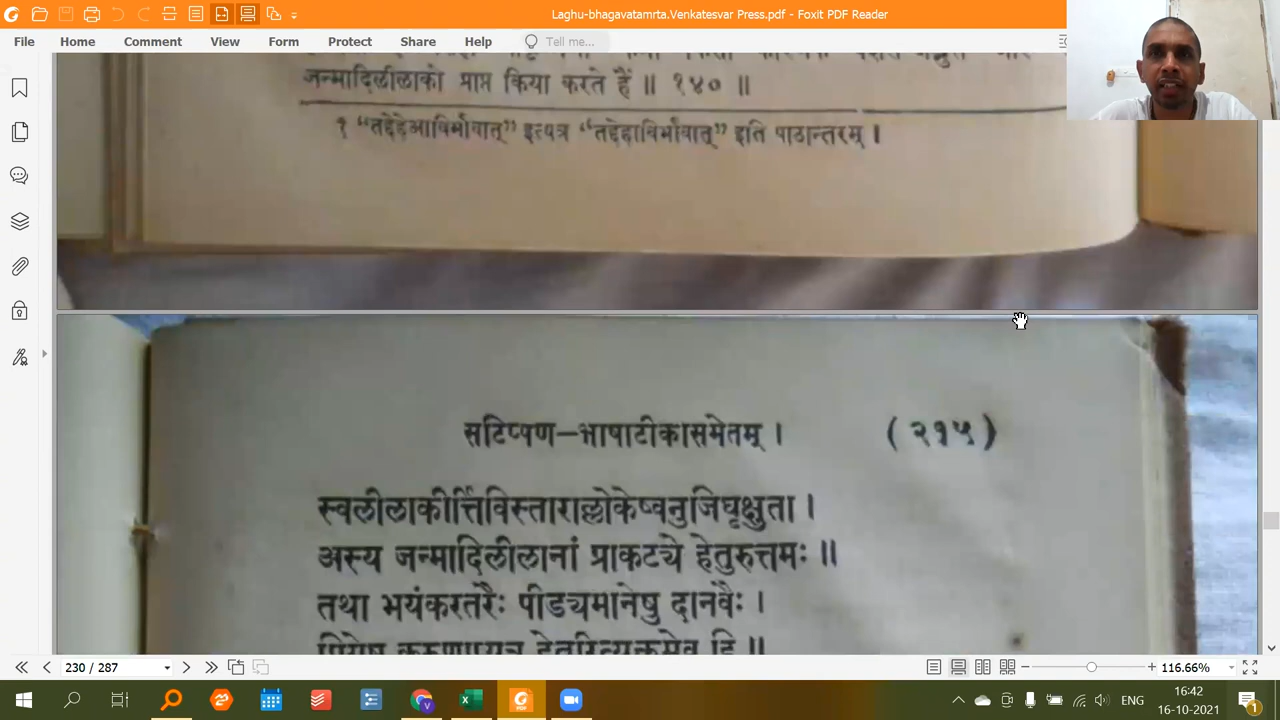 Laghu-bhagavatamrta.Venkatesvar Press.pdf - Foxit PDF Reader
File Home Comment View Form Protect Share Help Tell me...
जन्मादिलीलाको प्राप्त किया करते हैं ॥ १४० ॥
१ “तद्देहेआविर्भावात्” इत्यत्र “तद्देहाविर्भावात्” इति पाठान्तरम् ।
सटिप्पण-भाषाटीकासमेतम् । (२१५)
स्वलीलाकीर्त्तिविस्ताराल्लोकेष्वनुजिघृक्षुता ।
अस्य जन्मादिलीलानां प्राकट्ये हेतुरुत्तमः ॥
तथा भयंकरतरैः पीड्यमानेषु दानवैः ।
230 / 287 116.66%
ENG 16:42
16-10-2021
1